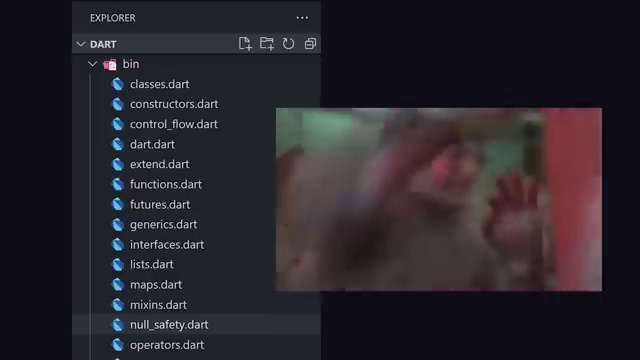 EXPLORER
DART
bin
classes.dart
constructors.dart
control_flow.dart
dart.dart
extend.dart
functions.dart
futures.dart
generics.dart
interfaces.dart
lists.dart
maps.dart
mixins.dart
null_safety.dart
operators.dart